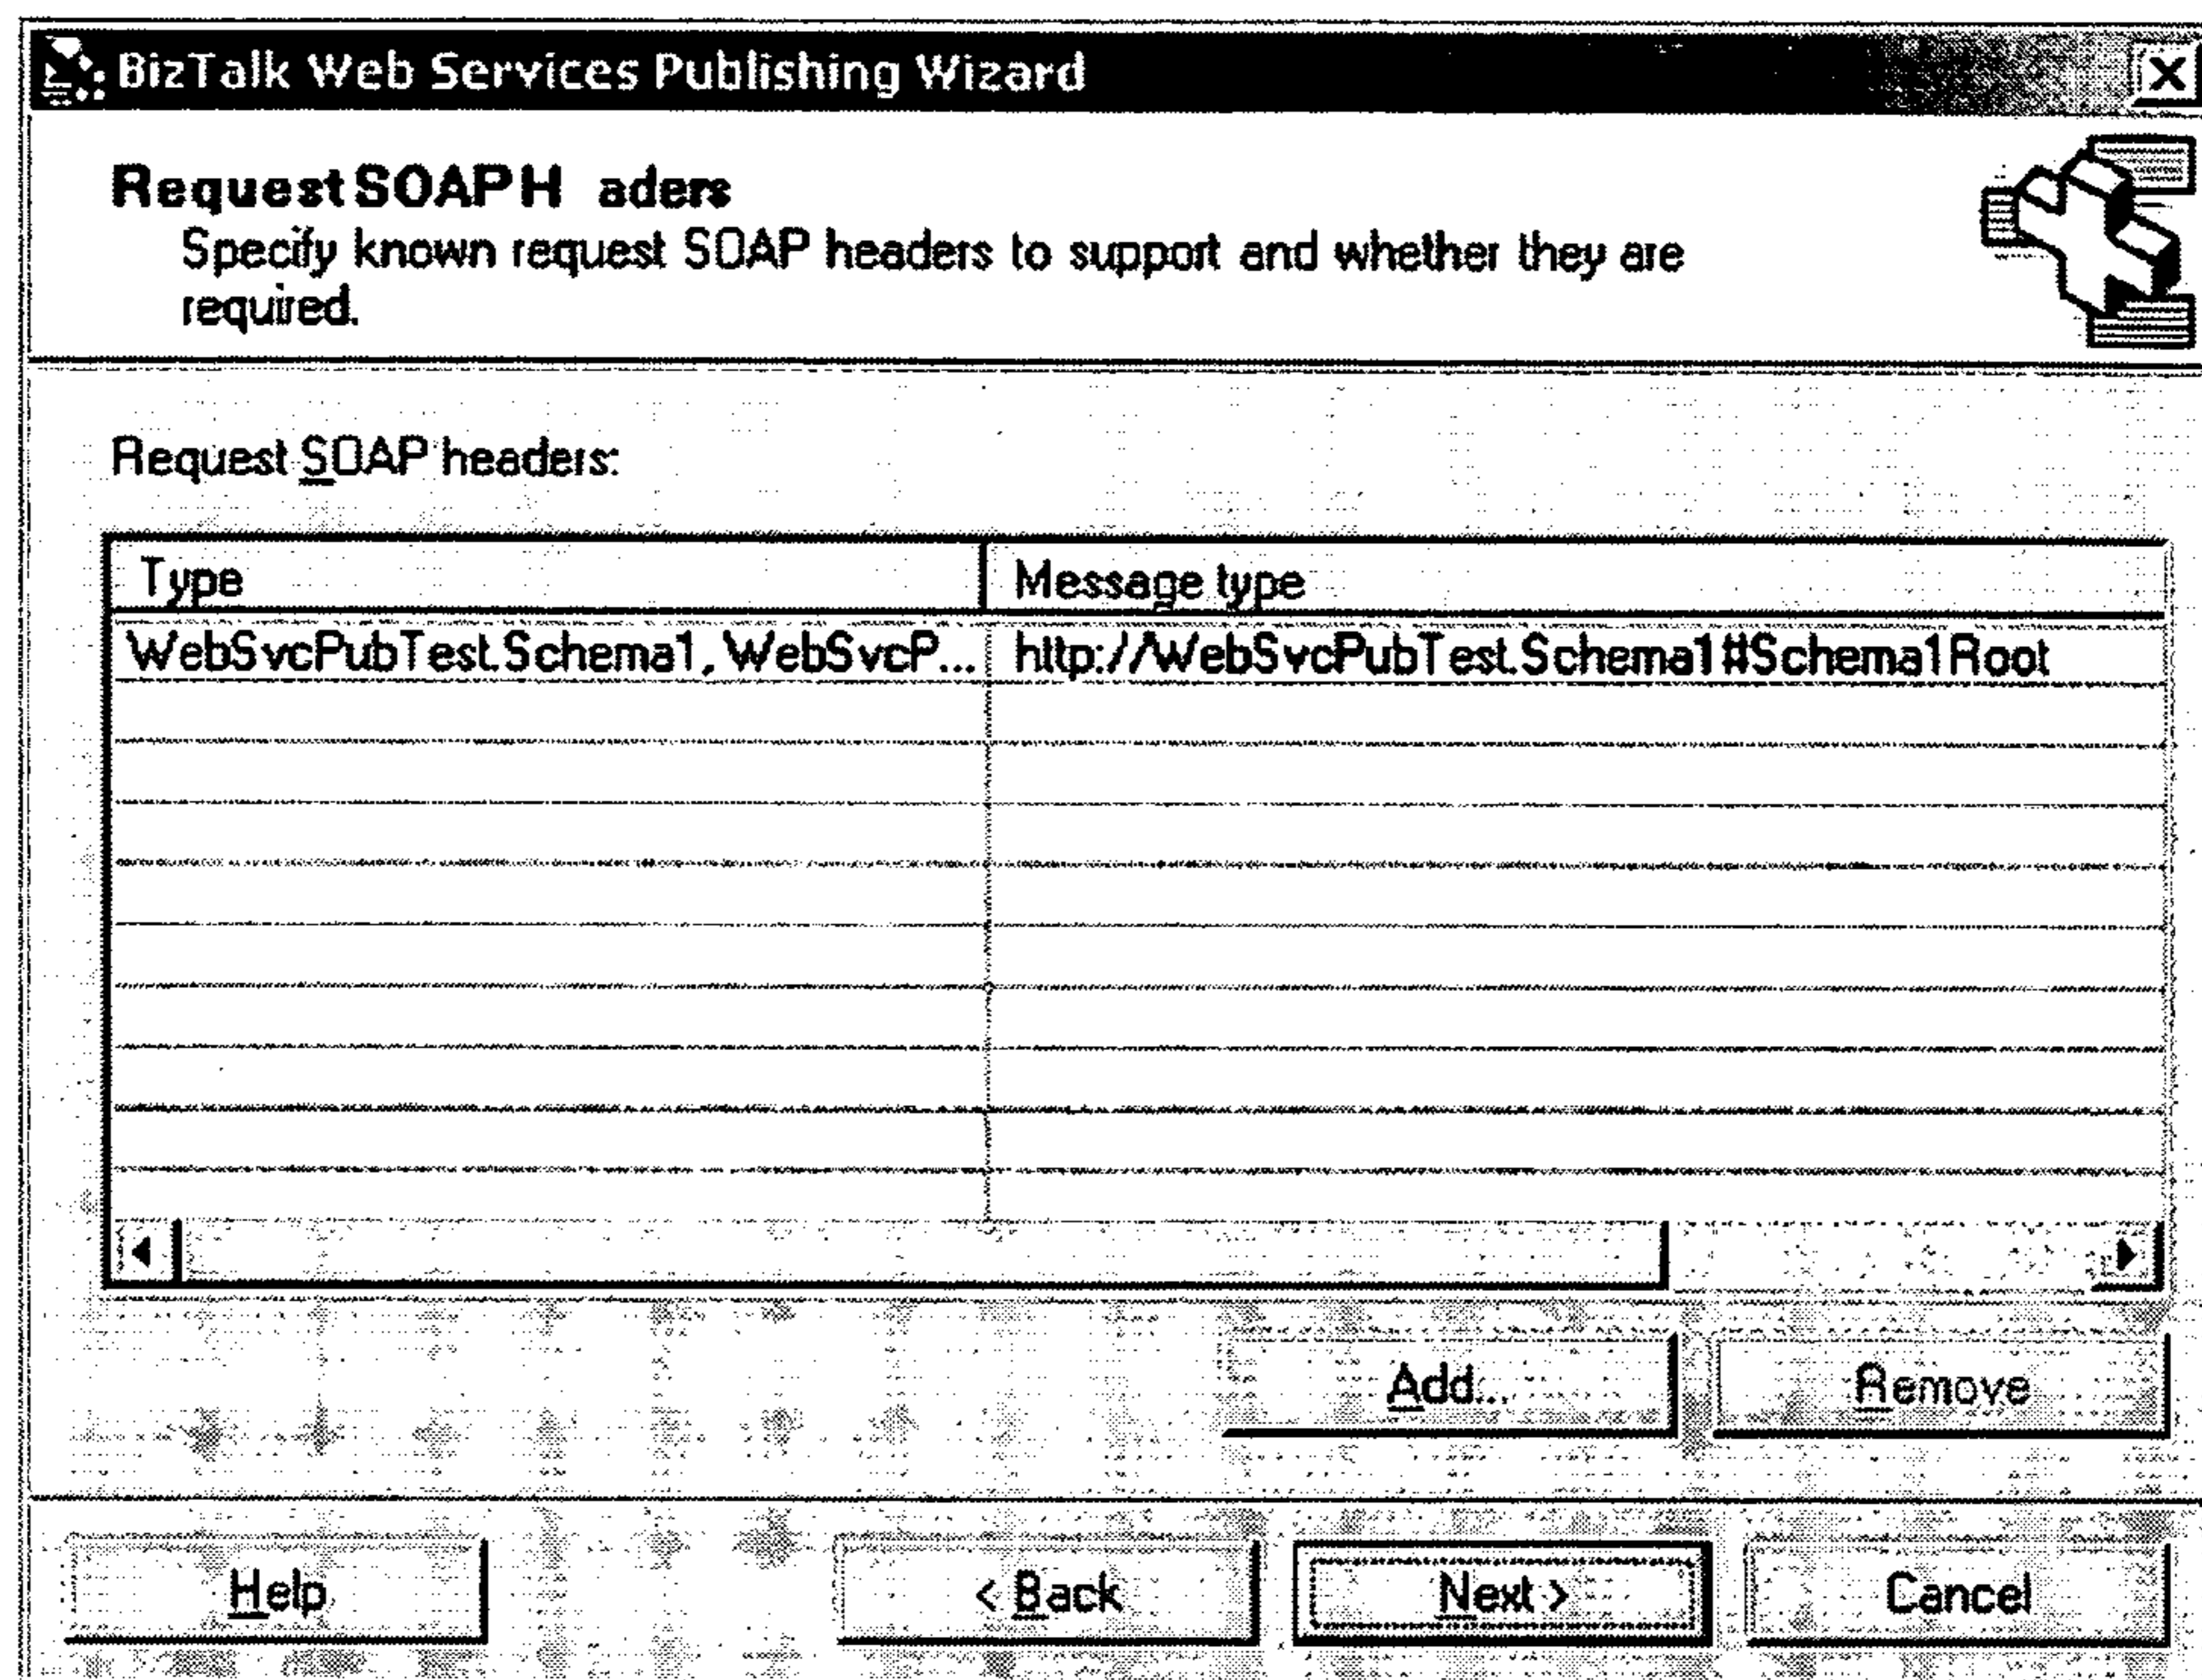 BizTalk Web Services Publishing Wizard
Request SOAP H aders
Specify known request SOAP headers to support and whether they are
required.
Request SOAP headers:
Type Message type
WebSvcPubTest.Schema1, WebSvcP... http://WebSvcPubTest.Schema1#Schema1Root
Add... Remove
Help < Back Next > Cancel